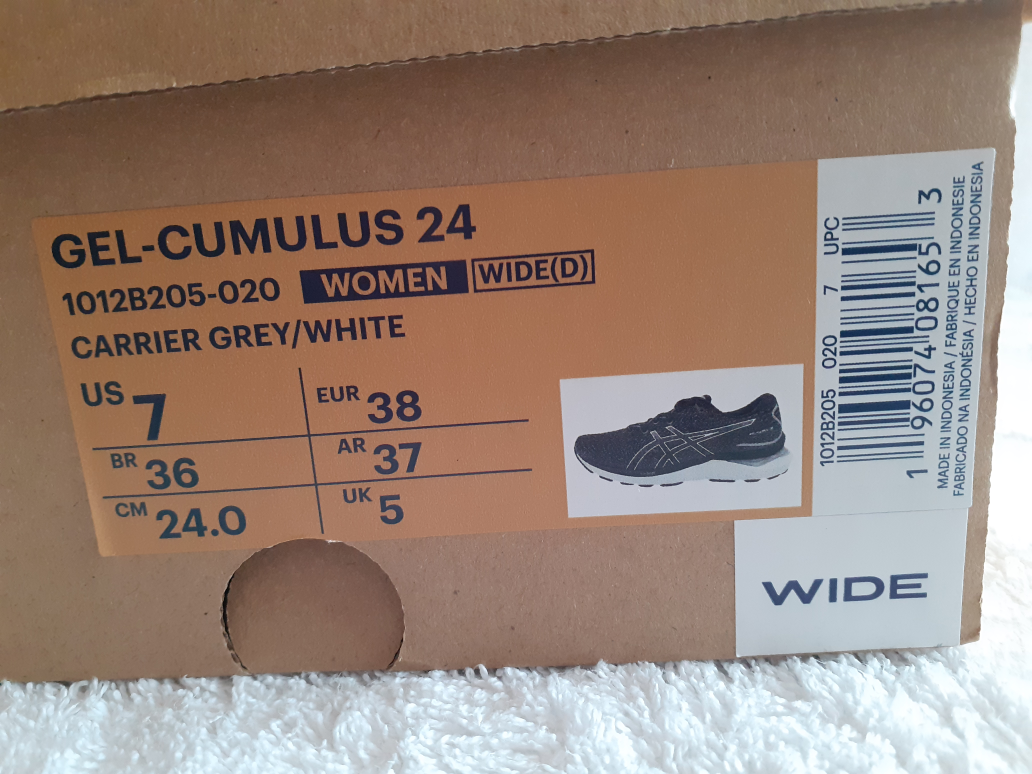 GEL-CUMULUS 24
1012B205-020 WOMEN WIDE(D)
CARRIER GREY/WHITE
US 7
EUR 38
BR 36
AR 37
CM 24.0
UK 5
1012B205 020 7 UPC
1 96074 08165 3
MADE IN INDONESIA / FABRIQUE EN INDONESIE
FABRICADO NA INDONÉSIA / HECHO EN INDONESIA
WIDE